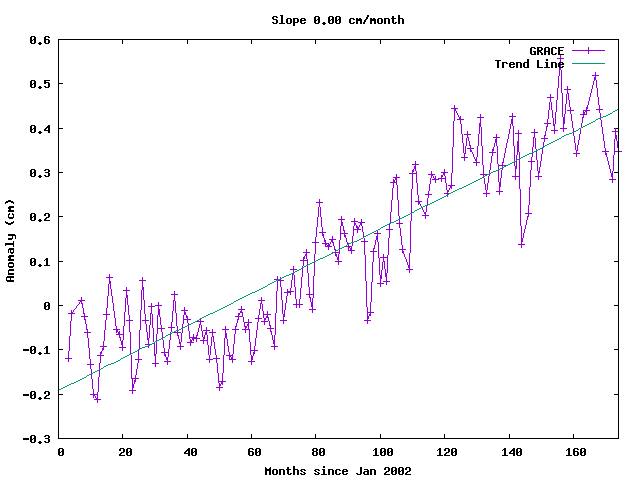 Slope 0.00 cm/month
0.6
0.5
0.4
0.3
0.2
0.1
0
-0.1
-0.2
-0.3
Anomaly (cm)
GRACE
Trend Line
0 20 40 60 80 100 120 140 160
Months since Jan 2002